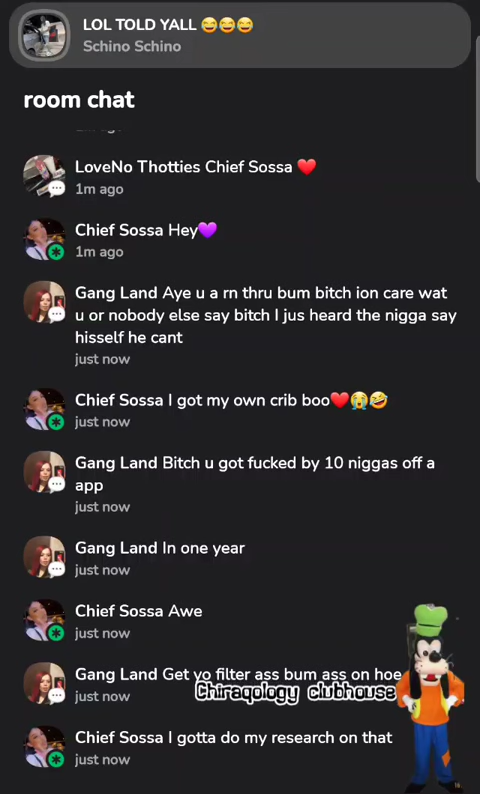 LOL TOLD YALL 😂😂😂
Schino Schino
room chat
LoveNo Thotties Chief Sossa ❤️
1m ago
Chief Sossa Hey💜
1m ago
Gang Land Aye u a rn thru bum bitch ion care wat
u or nobody else say bitch I jus heard the nigga say
hisself he cant
just now
Chief Sossa I got my own crib boo❤️😭🤣
just now
Gang Land Bitch u got fucked by 10 niggas off a
app
just now
Gang Land In one year
just now
Chief Sossa Awe
just now
Gang Land Get yo filter ass bum ass on hoe
just now
Chiraqology clubhouse
Chief Sossa I gotta do my research on that
just now